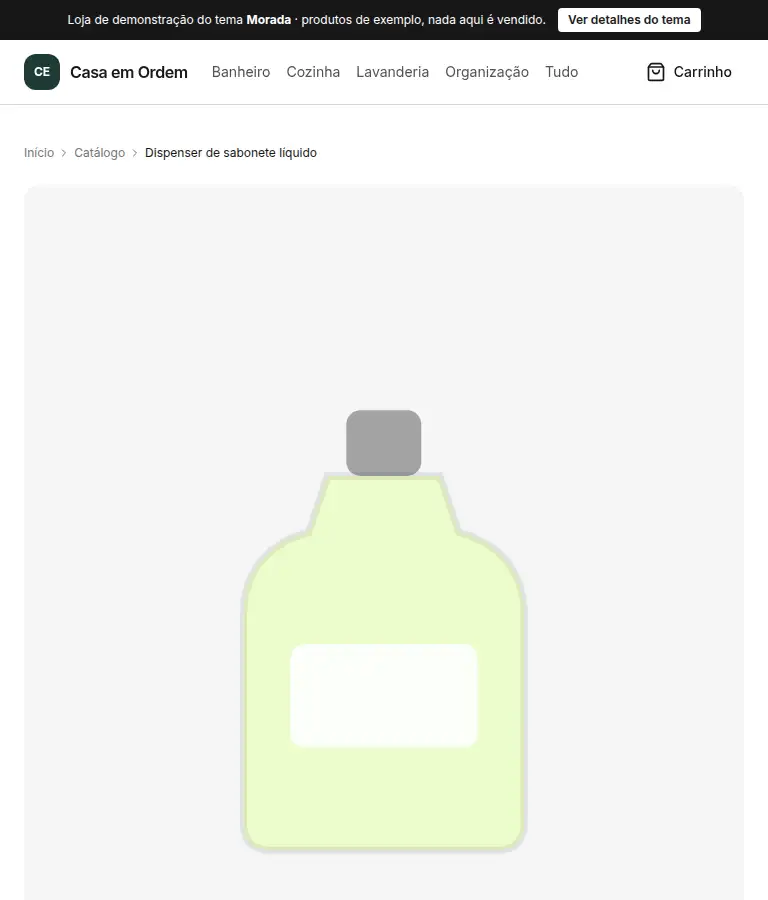 Loja de demonstração do tema Morada · produtos de exemplo, nada aqui é vendido. Ver detalhes do tema
CE Casa em Ordem Banheiro Cozinha Lavanderia Organização Tudo Carrinho
Início > Catálogo > Dispenser de sabonete líquido